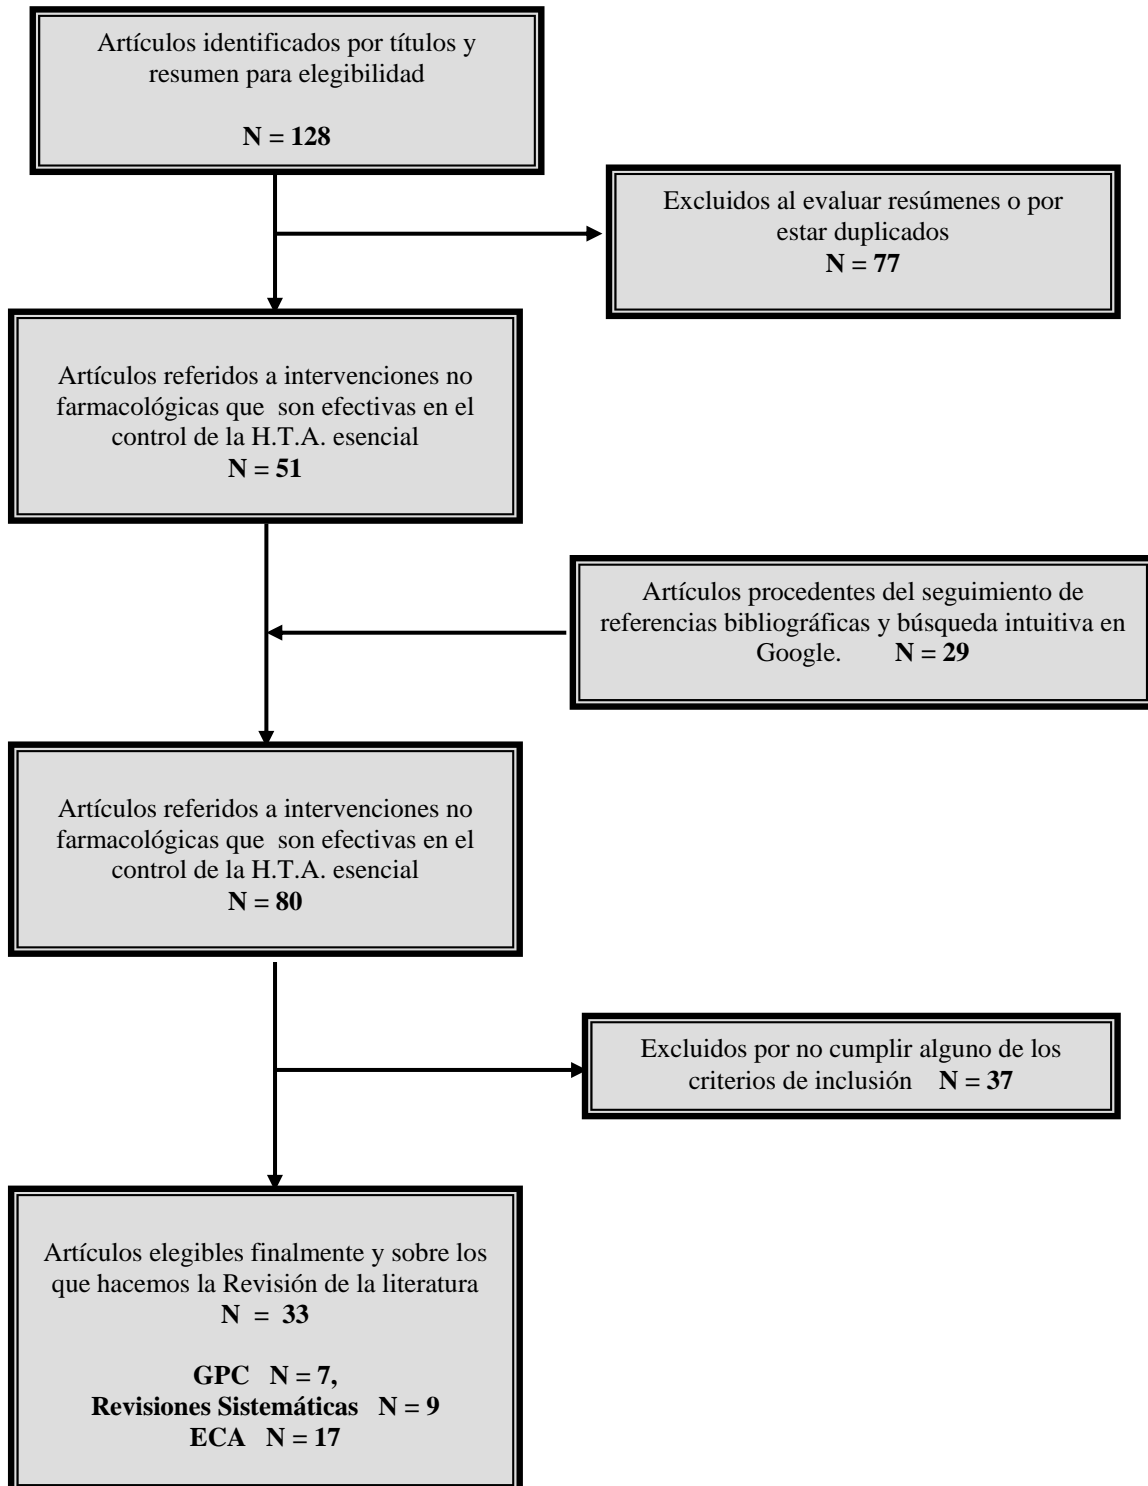 Artículos identificados por títulos y
resumen para elegibilidad
N = 128
Excluidos al evaluar resúmenes o por
estar duplicados
N = 77
Artículos referidos a intervenciones no
farmacológicas que  son efectivas en el
control de la H.T.A. esencial
N = 51
Artículos procedentes del seguimiento de
referencias bibliográficas y búsqueda intuitiva en
Google.     N = 29
Artículos referidos a intervenciones no
farmacológicas que  son efectivas en el
control de la H.T.A. esencial
N = 80
Excluidos por no cumplir alguno de los
criterios de inclusión    N = 37
Artículos elegibles finalmente y sobre los
que hacemos la Revisión de la literatura
N  =  33
GPC   N = 7,
Revisiones Sistemáticas   N = 9
ECA   N = 17